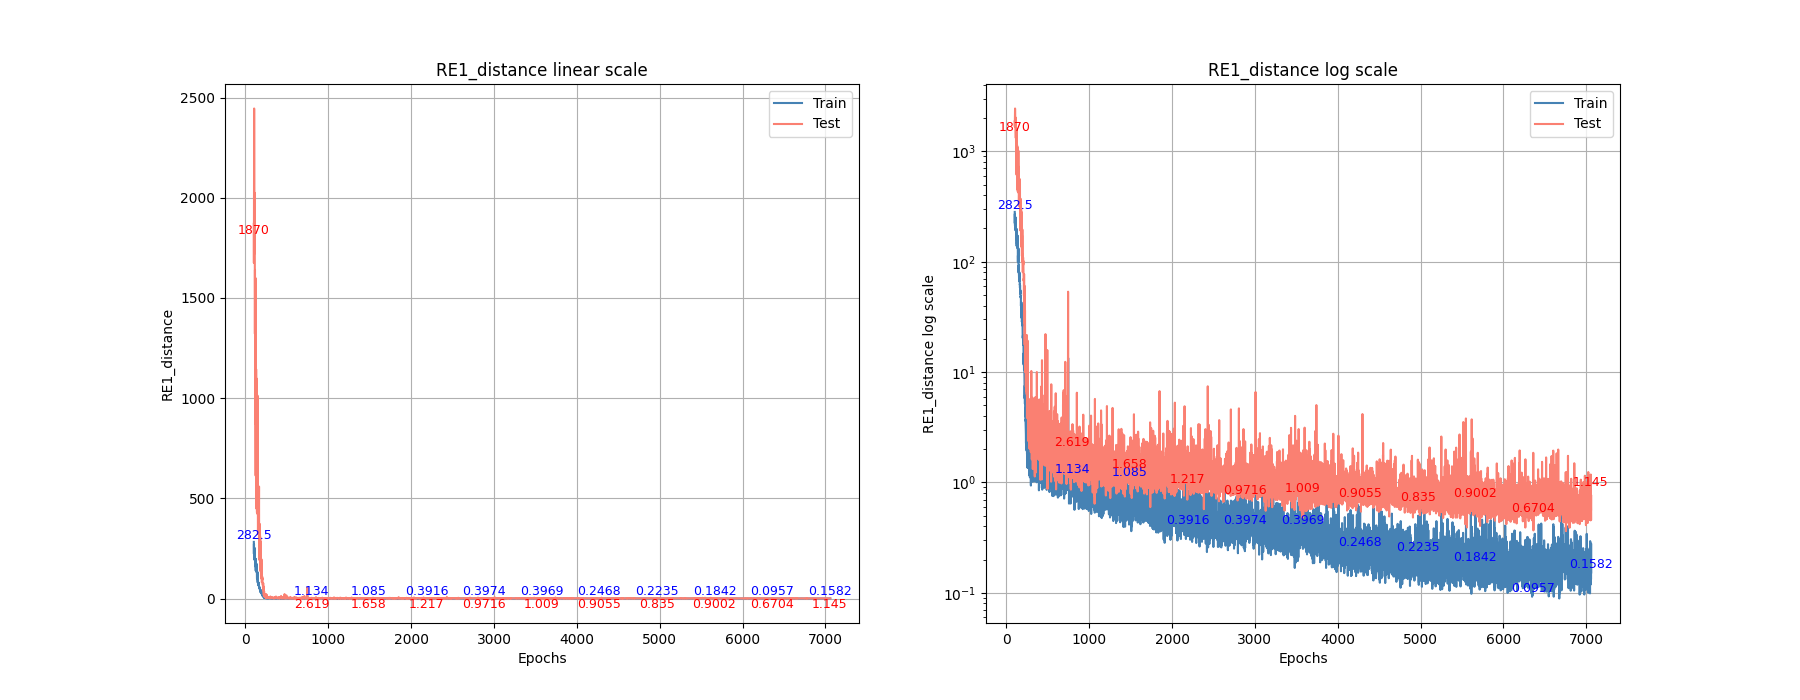 RE1_distance linear scale
RE1_distance
2500
2000
1500
1000
500
0
Train
Test
1870
282.5
1.134 1.085 0.3916 0.3974 0.3969 0.2468 0.2235 0.1842 0.0957 0.1582
2.619 1.658 1.217 0.9716 1.009 0.9055 0.835 0.9002 0.6704 1.145
0 1000 2000 3000 4000 5000 6000 7000
Epochs
RE1_distance log scale
RE1_distance log scale
10³
10²
10¹
10⁰
10⁻¹
Train
Test
1870
282.5
2.619 1.658 1.217 0.9716 1.009 0.9055 0.835 0.9002 0.6704 1.145
1.134 1.085 0.3916 0.3974 0.3969 0.2468 0.2235 0.1842 0.0957 0.1582
0 1000 2000 3000 4000 5000 6000 7000
Epochs